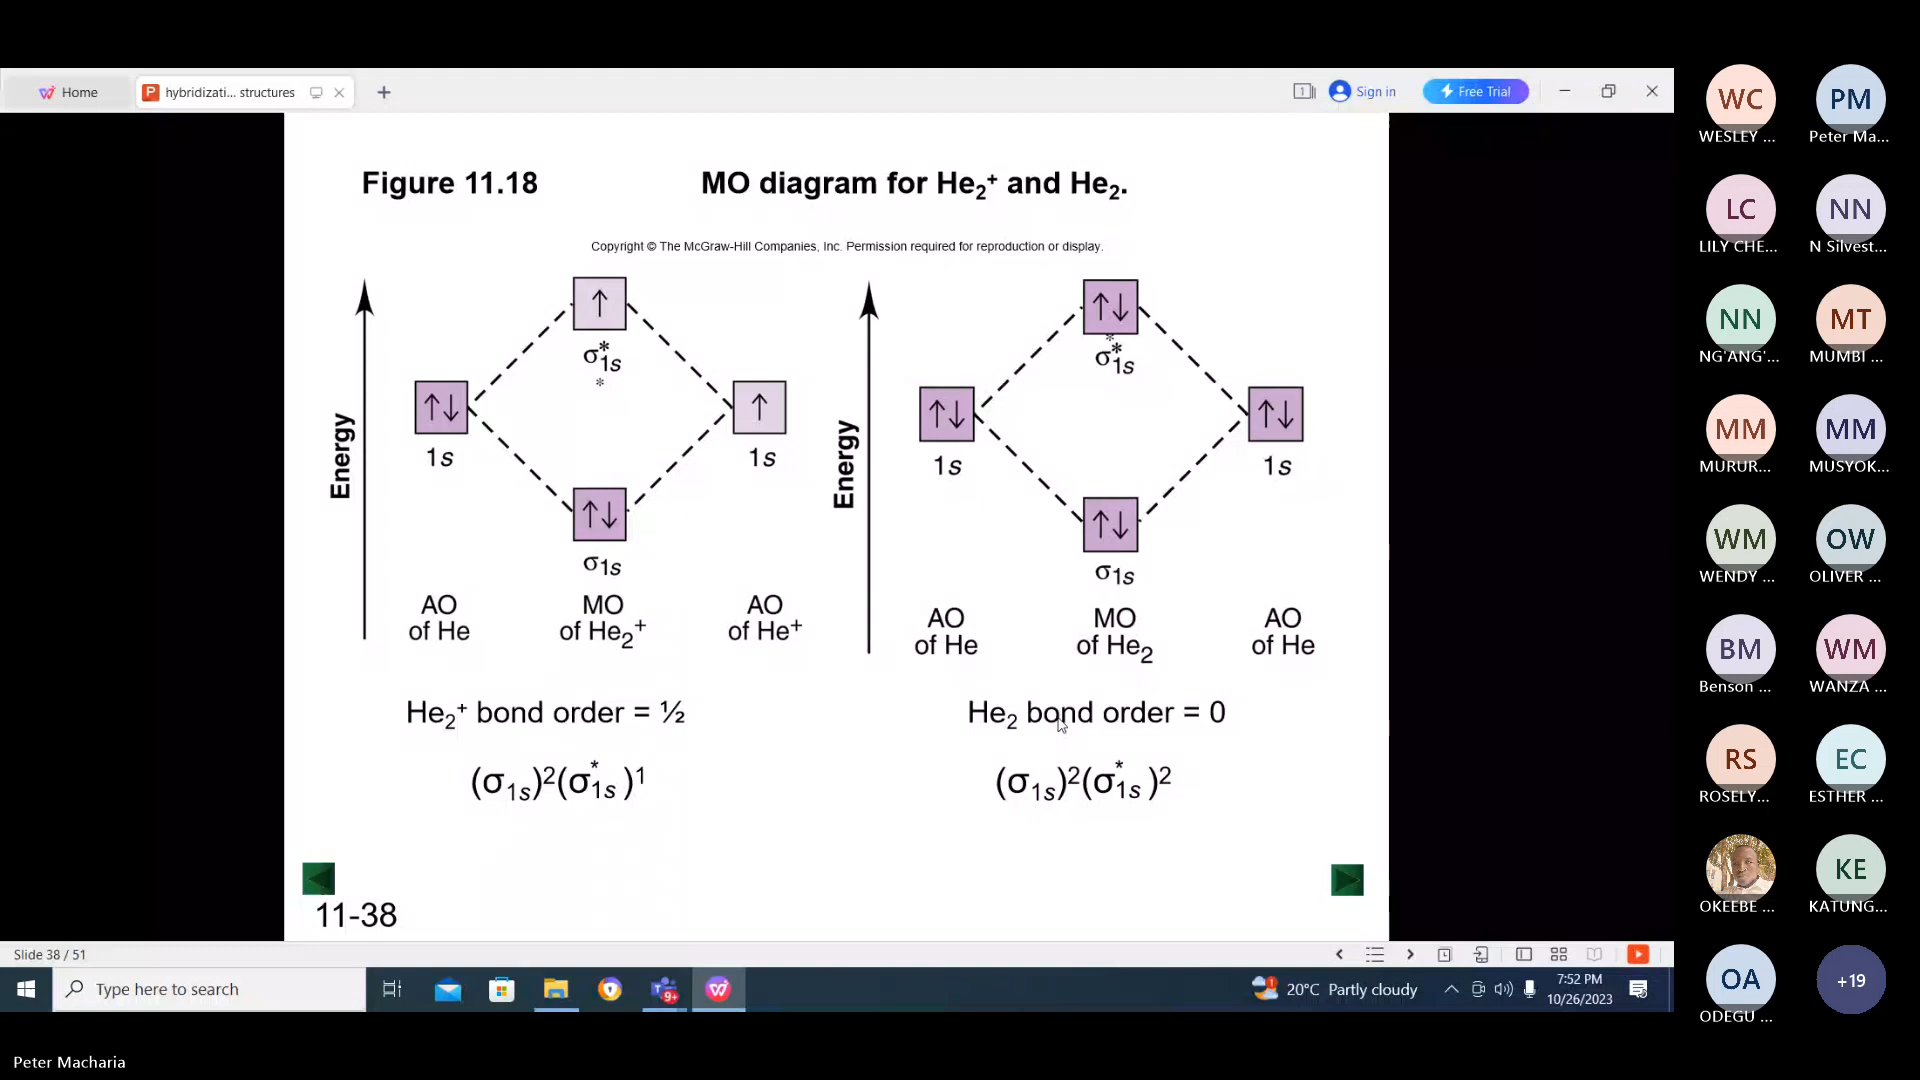 Home
hybridizati... structures
1
Sign in
Free Trial
Figure 11.18 MO diagram for He₂⁺ and He₂.
Copyright © The McGraw-Hill Companies, Inc. Permission required for reproduction or display.
Energy
↑
σ*1s
*
↑↓
1s
↑
1s
↑↓
σ1s
AO of He
MO of He₂⁺
AO of He⁺
Energy
↑↓
*
σ*1s
↑↓
1s
↑↓
1s
↑↓
σ1s
AO of He
MO of He₂
AO of He
He₂⁺ bond order = ½
He₂ bond order = 0
(σ1s)²(σ*1s )¹
(σ1s)²(σ*1s )²
11-38
Slide 38 / 51
Type here to search
9+
1
20°C Partly cloudy
7:52 PM
10/26/2023
Peter Macharia
WC
WESLEY ...
PM
Peter Ma...
LC
LILY CHE...
NN
N Silvest...
NN
NG'ANG'...
MT
MUMBI ...
MM
MURUR...
MM
MUSYOK...
WM
WENDY ...
OW
OLIVER ...
BM
Benson ...
WM
WANZA ...
RS
ROSELY...
EC
ESTHER ...
OKEEBE ...
KE
KATUNG...
OA
ODEGU ...
+19